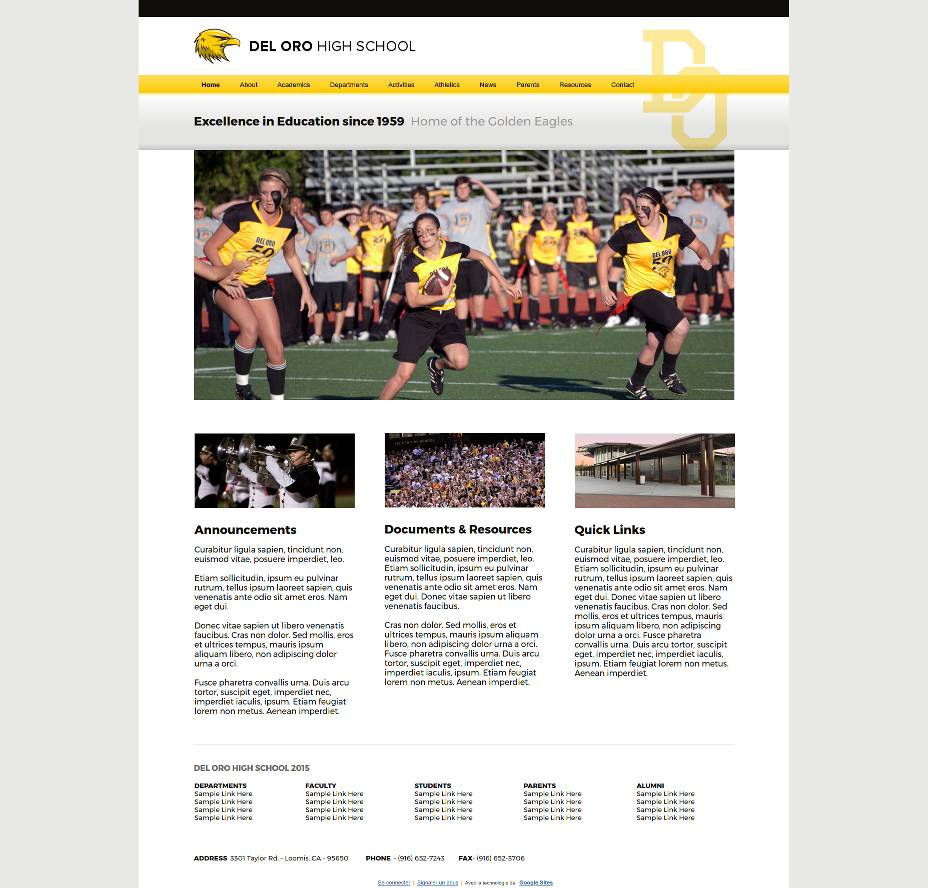 DEL ORO HIGH SCHOOL
DO
Home About Academics Departments Activities Athletics News Parents Resources Contact
Excellence in Education since 1959 Home of the Golden Eagles
DEL ORO
50
DEL ORO
DEL ORO
Announcements
Curabitur ligula sapien, tincidunt non,
euismod vitae, posuere imperdiet, leo.
Etiam sollicitudin, ipsum eu pulvinar
rutrum, tellus ipsum laoreet sapien, quis
venenatis ante odio sit amet eros. Nam
eget dui.
Donec vitae sapien ut libero venenatis
faucibus. Cras non dolor. Sed mollis, eros
et ultrices tempus, mauris ipsum
aliquam libero, non adipiscing dolor
urna a orci.
Fusce pharetra convallis urna. Duis arcu
tortor, suscipit eget, imperdiet nec,
imperdiet iaculis, ipsum. Etiam feugiat
lorem non metus. Aenean imperdiet.
Documents & Resources
Curabitur ligula sapien, tincidunt non,
euismod vitae, posuere imperdiet, leo.
Etiam sollicitudin, ipsum eu pulvinar
rutrum, tellus ipsum laoreet sapien, quis
venenatis ante odio sit amet eros. Nam
eget dui. Donec vitae sapien ut libero
venenatis faucibus.
Cras non dolor. Sed mollis, eros et
ultrices tempus, mauris ipsum aliquam
libero, non adipiscing dolor urna a orci.
Fusce pharetra convallis urna. Duis arcu
tortor, suscipit eget, imperdiet nec,
imperdiet iaculis, ipsum. Etiam feugiat
lorem non metus. Aenean imperdiet.
Quick Links
Curabitur ligula sapien, tincidunt non,
euismod vitae, posuere imperdiet, leo.
Etiam sollicitudin, ipsum eu pulvinar
rutrum, tellus ipsum laoreet sapien, quis
venenatis ante odio sit amet eros. Nam
eget dui. Donec vitae sapien ut libero
venenatis faucibus. Cras non dolor. Sed
mollis, eros et ultrices tempus, mauris
ipsum aliquam libero, non adipiscing
dolor urna a orci. Fusce pharetra
convallis urna. Duis arcu tortor, suscipit
eget, imperdiet nec, imperdiet iaculis,
ipsum. Etiam feugiat lorem non metus.
Aenean imperdiet.
DEL ORO HIGH SCHOOL 2015
DEPARTMENTS FACULTY STUDENTS PARENTS ALUMNI
Sample Link Here Sample Link Here Sample Link Here Sample Link Here Sample Link Here
Sample Link Here Sample Link Here Sample Link Here Sample Link Here Sample Link Here
Sample Link Here Sample Link Here Sample Link Here Sample Link Here Sample Link Here
Sample Link Here Sample Link Here Sample Link Here Sample Link Here Sample Link Here
ADDRESS 3301 Taylor Rd. - Loomis, CA - 95650 PHONE - (916) 652-7243 FAX- (916) 652-3706
Se connecter | Signaler un abus | Avec la technologie de Google Sites